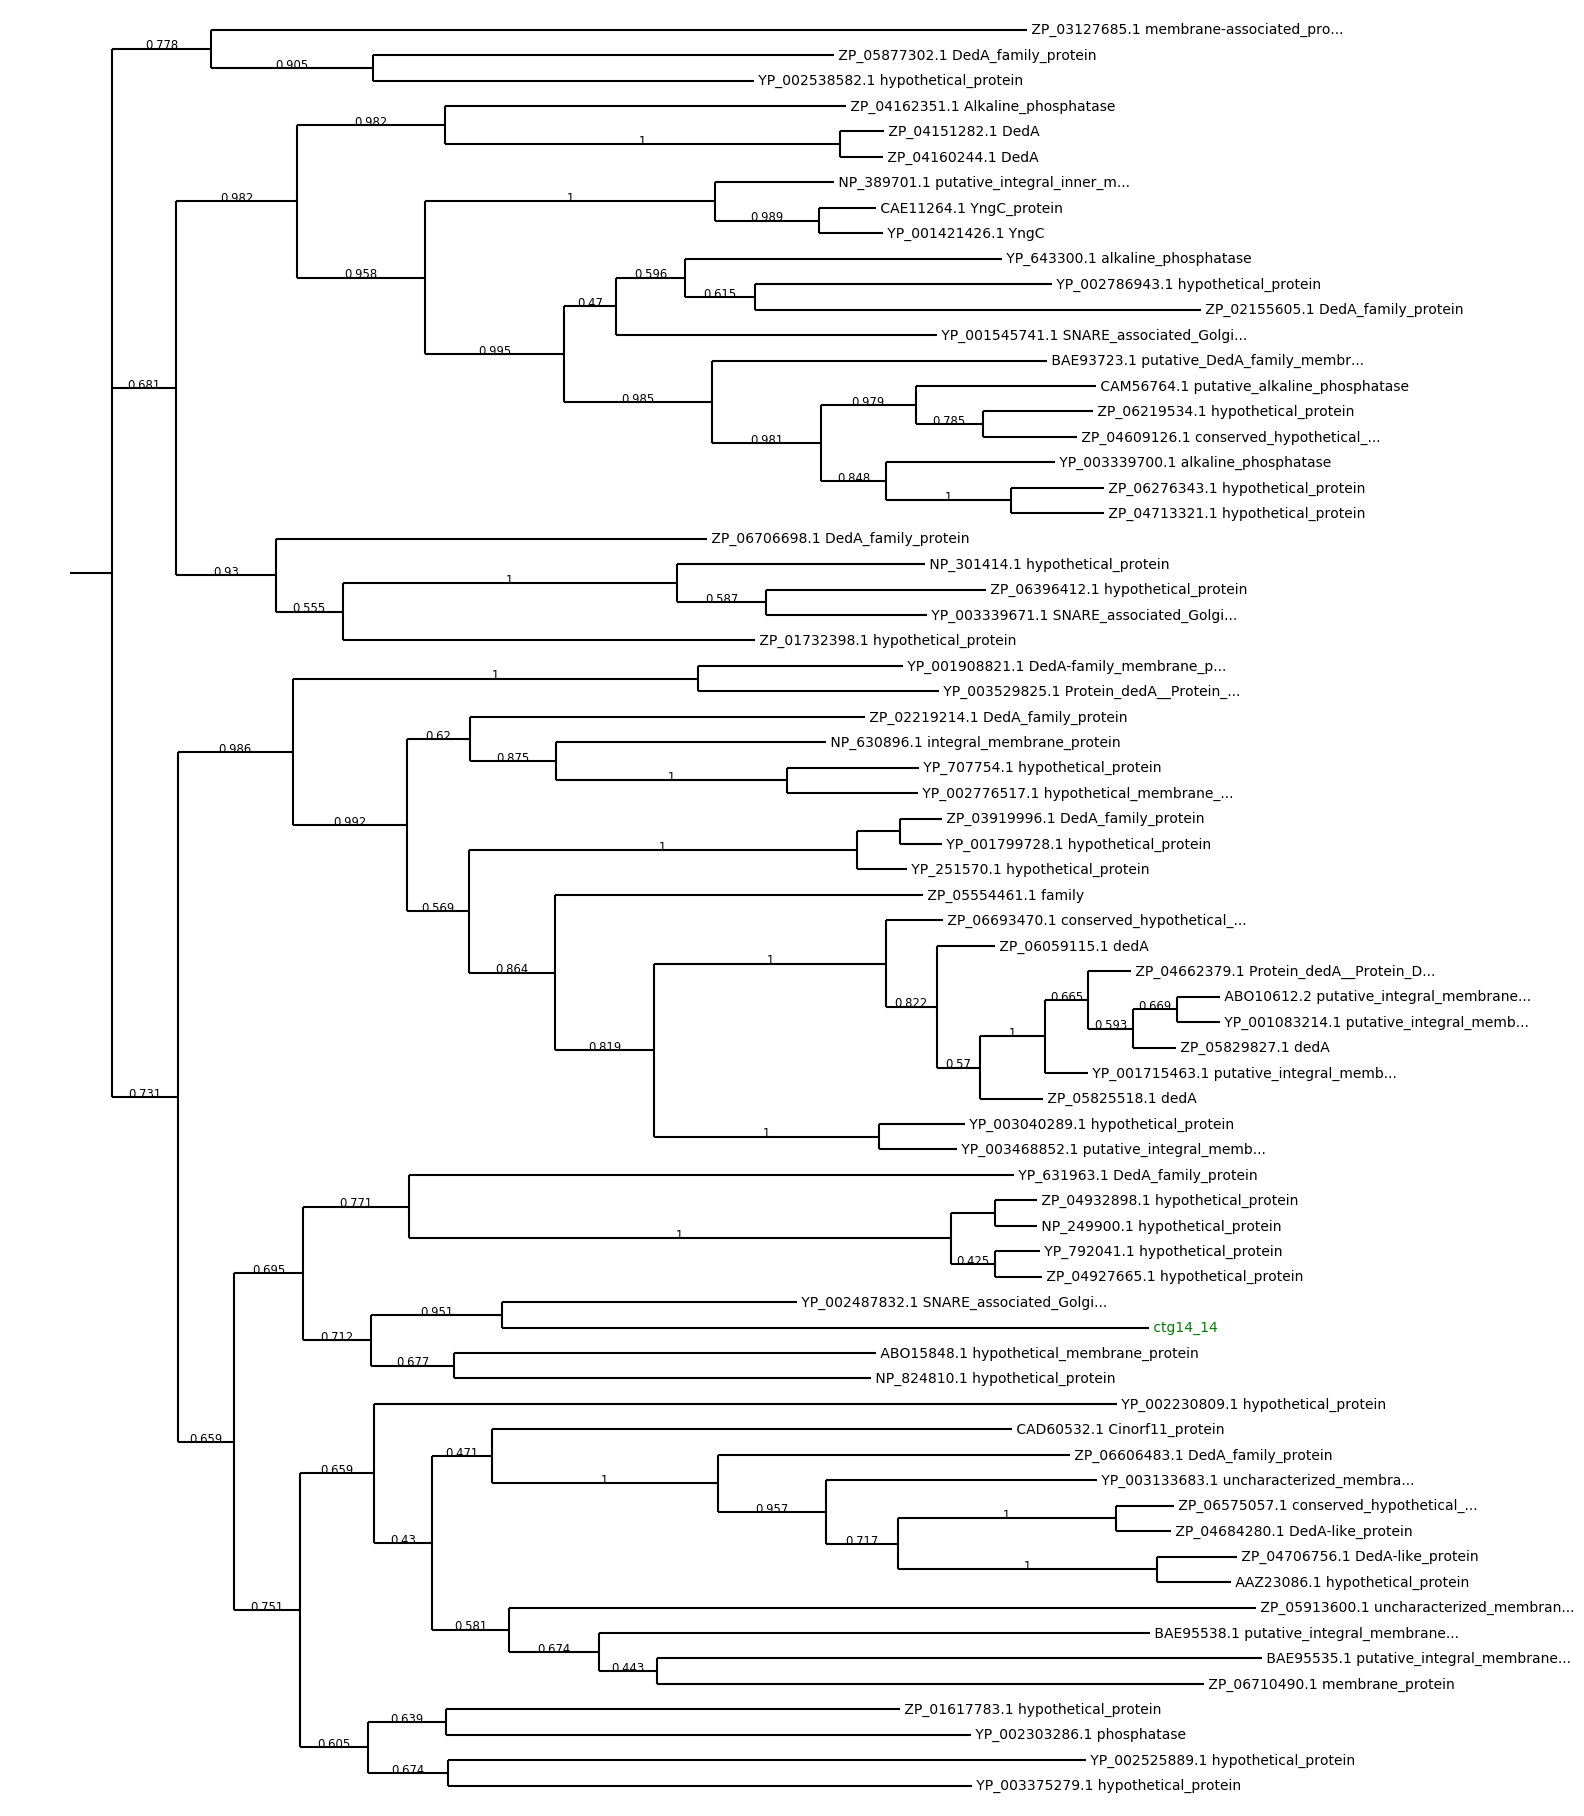 ZP_03127685.1 membrane-associated_pro...
0.778
ZP_05877302.1 DedA_family_protein
0.905
YP_002538582.1 hypothetical_protein
ZP_04162351.1 Alkaline_phosphatase
0.982
ZP_04151282.1 DedA
1
ZP_04160244.1 DedA
NP_389701.1 putative_integral_inner_m...
0.982
1
CAE11264.1 YngC_protein
0.989
YP_001421426.1 YngC
YP_643300.1 alkaline_phosphatase
0.958
0.596
YP_002786943.1 hypothetical_protein
0.615
0.47
ZP_02155605.1 DedA_family_protein
YP_001545741.1 SNARE_associated_Golgi...
0.995
BAE93723.1 putative_DedA_family_membr...
0.681
CAM56764.1 putative_alkaline_phosphatase
0.985
0.979
ZP_06219534.1 hypothetical_protein
0.785
ZP_04609126.1 conserved_hypothetical_...
0.981
YP_003339700.1 alkaline_phosphatase
0.848
ZP_06276343.1 hypothetical_protein
1
ZP_04713321.1 hypothetical_protein
ZP_06706698.1 DedA_family_protein
NP_301414.1 hypothetical_protein
0.93
1
ZP_06396412.1 hypothetical_protein
0.587
0.555
YP_003339671.1 SNARE_associated_Golgi...
ZP_01732398.1 hypothetical_protein
YP_001908821.1 DedA-family_membrane_p...
1
YP_003529825.1 Protein_dedA__Protein_...
ZP_02219214.1 DedA_family_protein
0.62
NP_630896.1 integral_membrane_protein
0.986
0.875
YP_707754.1 hypothetical_protein
1
YP_002776517.1 hypothetical_membrane_...
ZP_03919996.1 DedA_family_protein
0.992
YP_001799728.1 hypothetical_protein
1
YP_251570.1 hypothetical_protein
ZP_05554461.1 family
0.569
ZP_06693470.1 conserved_hypothetical_...
ZP_06059115.1 dedA
1
0.864
ZP_04662379.1 Protein_dedA__Protein_D...
ABO10612.2 putative_integral_membrane...
0.665
0.822
0.669
YP_001083214.1 putative_integral_memb...
0.593
1
ZP_05829827.1 dedA
0.819
0.57
YP_001715463.1 putative_integral_memb...
0.731
ZP_05825518.1 dedA
YP_003040289.1 hypothetical_protein
1
YP_003468852.1 putative_integral_memb...
YP_631963.1 DedA_family_protein
0.771
ZP_04932898.1 hypothetical_protein
NP_249900.1 hypothetical_protein
1
YP_792041.1 hypothetical_protein
0.425
0.695
ZP_04927665.1 hypothetical_protein
YP_002487832.1 SNARE_associated_Golgi...
0.951
ctg14_14
0.712
ABO15848.1 hypothetical_membrane_protein
0.677
NP_824810.1 hypothetical_protein
YP_002230809.1 hypothetical_protein
CAD60532.1 Cinorf11_protein
0.659
0.471
ZP_06606483.1 DedA_family_protein
0.659
1
YP_003133683.1 uncharacterized_membra...
0.957
ZP_06575057.1 conserved_hypothetical_...
1
ZP_04684280.1 DedA-like_protein
0.43
0.717
ZP_04706756.1 DedA-like_protein
1
AAZ23086.1 hypothetical_protein
0.751
ZP_05913600.1 uncharacterized_membran...
0.581
BAE95538.1 putative_integral_membrane...
0.674
BAE95535.1 putative_integral_membrane...
0.443
ZP_06710490.1 membrane_protein
ZP_01617783.1 hypothetical_protein
0.639
YP_002303286.1 phosphatase
0.605
YP_002525889.1 hypothetical_protein
0.674
YP_003375279.1 hypothetical_protein